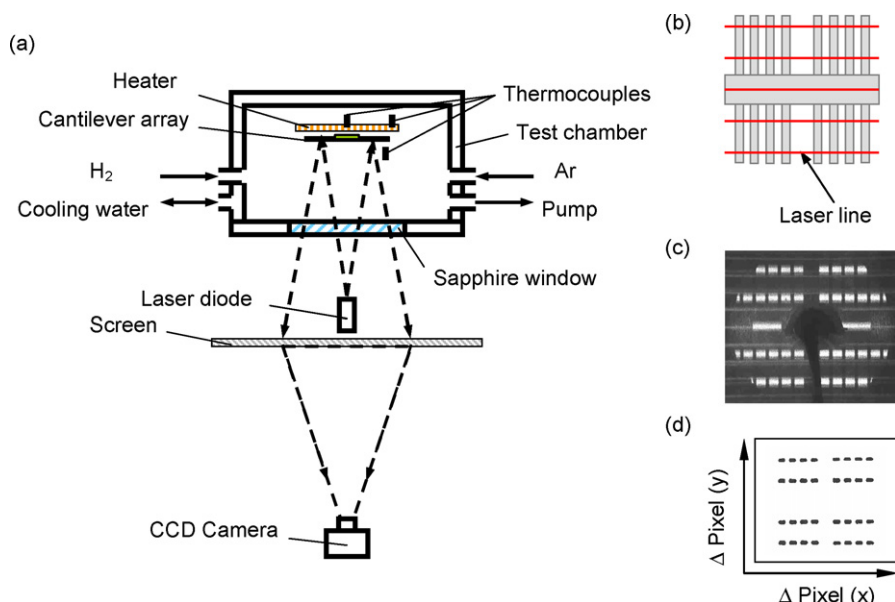 (a)
Heater
Cantilever array
Thermocouples
Test chamber
H2
Ar
Cooling water
Pump
Sapphire window
Laser diode
Screen
CCD Camera
(b)
Laser line
(c)
(d)
Δ Pixel (y)
Δ Pixel (x)